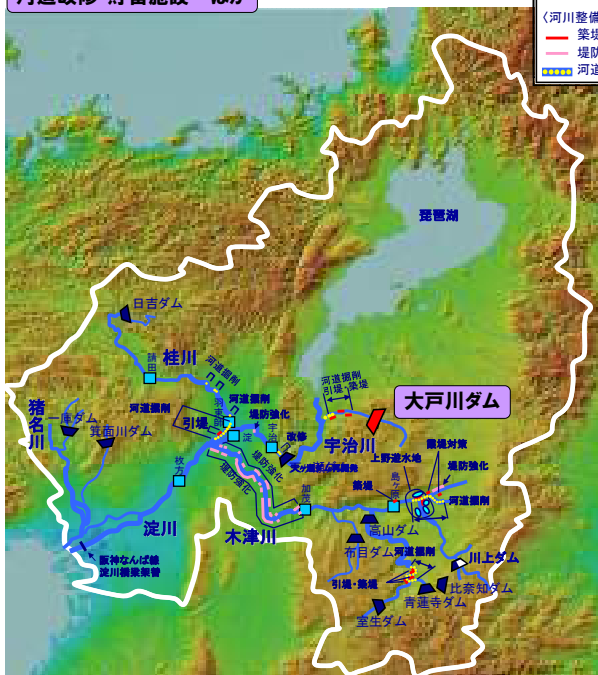 河道改修・貯留施設 ほか
〈河川整備
築堤
堤防
河道
琵琶湖
日吉ダム
請田
桂川
河道掘削
河道掘削
引堤・築堤
大戸川ダム
猪名川
一庫ダム
箕面川ダム
河道掘削
羽束師
河道掘削
堤防強化
引堤
淀
宇治
改修
宇治川
天ヶ瀬ダム再開発
上野遊水地
築堤
島ヶ原
堤防強化
河道掘削
枚方
堤防強化
加茂
淀川
木津川
高山ダム
布目ダム
河道掘削
川上ダム
阪神なんば線
淀川橋梁架替
引堤・築堤
比奈知ダム
青蓮寺ダム
室生ダム